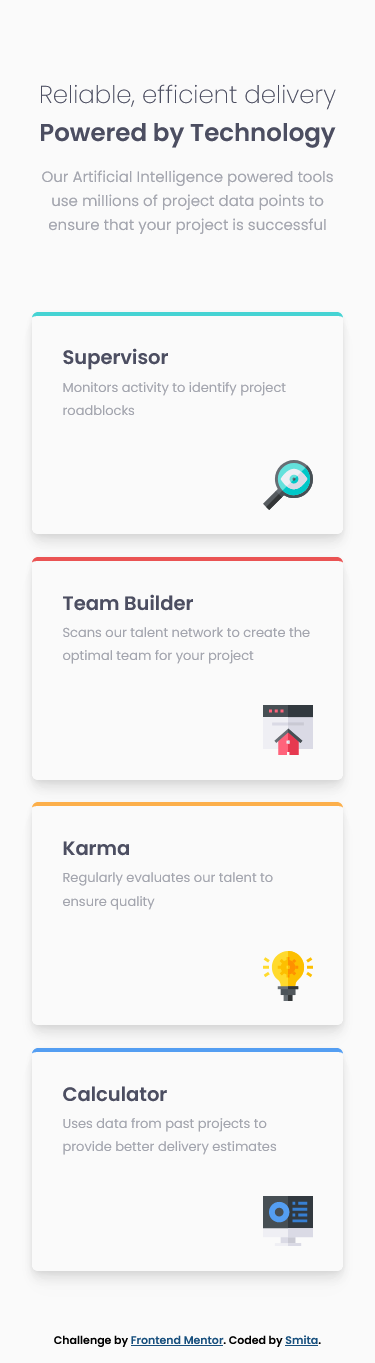 Reliable, efficient delivery
Powered by Technology
Our Artificial Intelligence powered tools
use millions of project data points to
ensure that your project is successful
Supervisor
Monitors activity to identify project
roadblocks
Team Builder
Scans our talent network to create the
optimal team for your project
Karma
Regularly evaluates our talent to
ensure quality
Calculator
Uses data from past projects to
provide better delivery estimates
Challenge by Frontend Mentor. Coded by Smita.